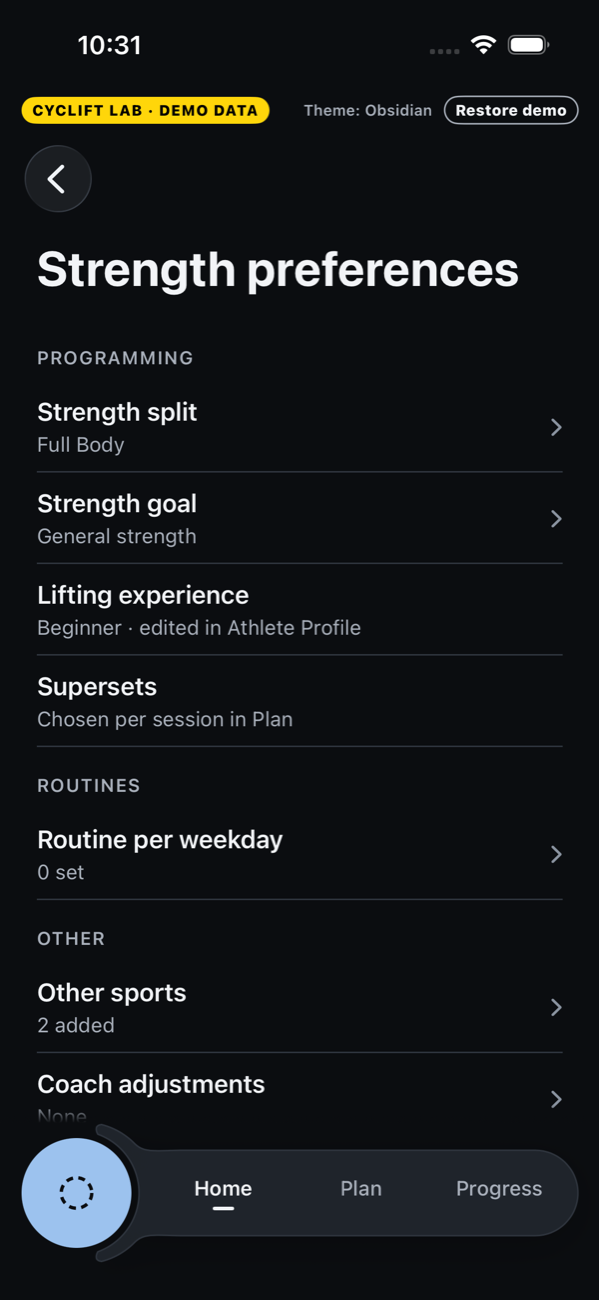 10:31
CYCLIFT LAB · DEMO DATA
Theme: Obsidian
Restore demo
Strength preferences
PROGRAMMING
Strength split
Full Body
Strength goal
General strength
Lifting experience
Beginner · edited in Athlete Profile
Supersets
Chosen per session in Plan
ROUTINES
Routine per weekday
0 set
OTHER
Other sports
2 added
Coach adjustments
None
Home
Plan
Progress